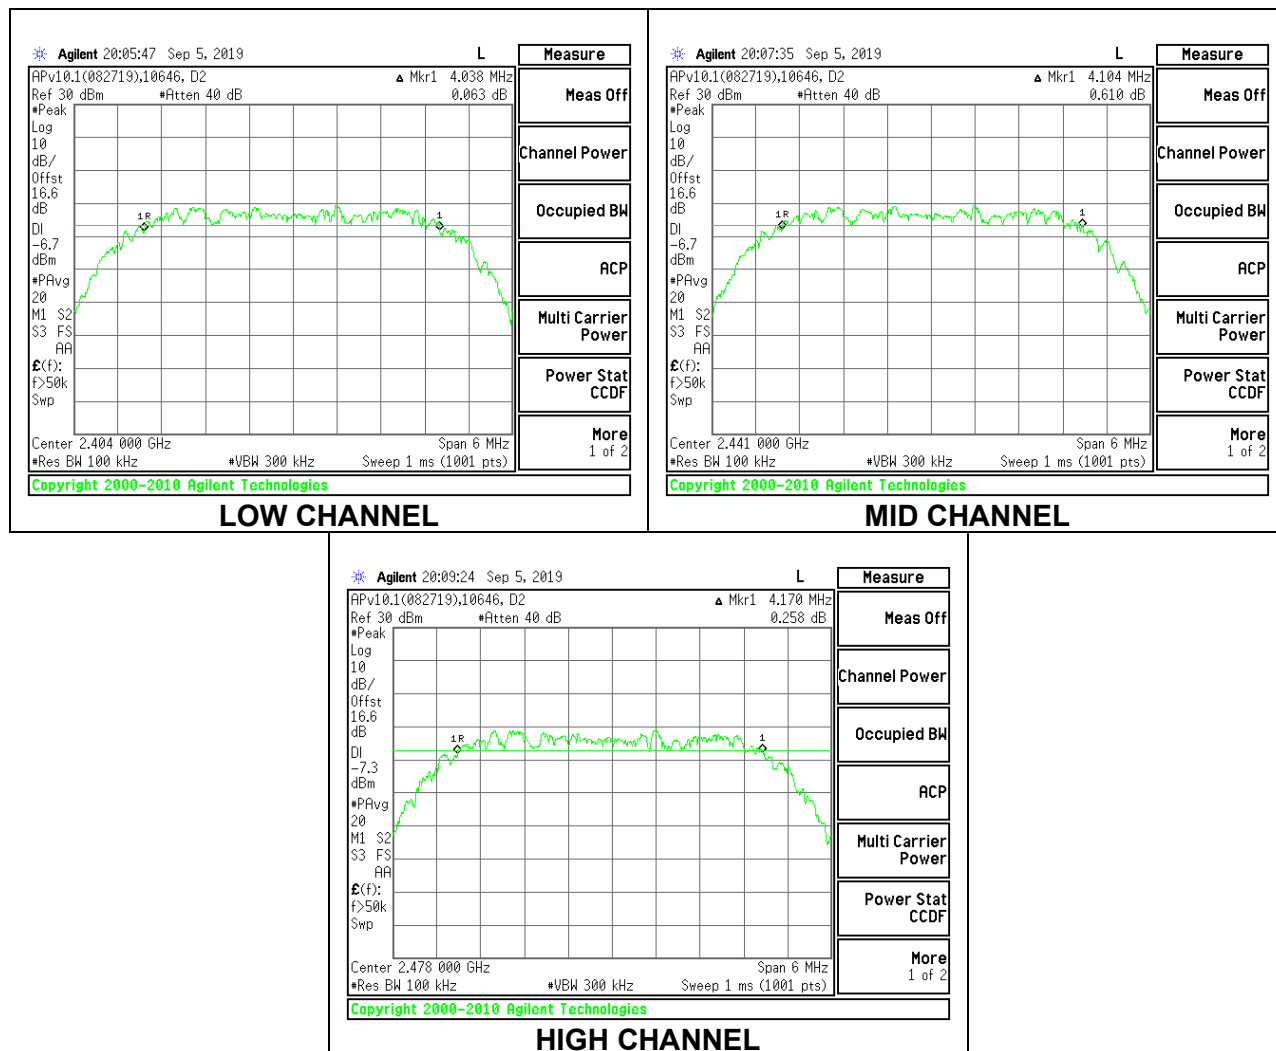 Agilent 20:05:47 Sep 5, 2019 L Measure
APv10.1(082719),10646, D2 ▵ Mkr1 4.038 MHz
Ref 30 dBm #Atten 40 dB 0.063 dB
Meas Off
#Peak
Log
10
dB/
Offst
16.6
dB
DI
-6.7
dBm
#PAvg
20
M1 S2
S3 FS
AA
£(f):
f>50k
Swp
1R 1
Channel Power
Occupied BW
ACP
Multi Carrier
Power
Power Stat
CCDF
More
1 of 2
Center 2.404 000 GHz Span 6 MHz
#Res BW 100 kHz #VBW 300 kHz Sweep 1 ms (1001 pts)
Copyright 2000-2010 Agilent Technologies
LOW CHANNEL
Agilent 20:07:35 Sep 5, 2019 L Measure
APv10.1(082719),10646, D2 ▵ Mkr1 4.104 MHz
Ref 30 dBm #Atten 40 dB 0.610 dB
Meas Off
#Peak
Log
10
dB/
Offst
16.6
dB
DI
-6.7
dBm
#PAvg
20
M1 S2
S3 FS
AA
£(f):
f>50k
Swp
1R 1
Channel Power
Occupied BW
ACP
Multi Carrier
Power
Power Stat
CCDF
More
1 of 2
Center 2.441 000 GHz Span 6 MHz
#Res BW 100 kHz #VBW 300 kHz Sweep 1 ms (1001 pts)
Copyright 2000-2010 Agilent Technologies
MID CHANNEL
Agilent 20:09:24 Sep 5, 2019 L Measure
APv10.1(082719),10646, D2 ▵ Mkr1 4.170 MHz
Ref 30 dBm #Atten 40 dB 0.258 dB
Meas Off
#Peak
Log
10
dB/
Offst
16.6
dB
DI
-7.3
dBm
#PAvg
20
M1 S2
S3 FS
AA
£(f):
f>50k
Swp
1R 1
Channel Power
Occupied BW
ACP
Multi Carrier
Power
Power Stat
CCDF
More
1 of 2
Center 2.478 000 GHz Span 6 MHz
#Res BW 100 kHz #VBW 300 kHz Sweep 1 ms (1001 pts)
Copyright 2000-2010 Agilent Technologies
HIGH CHANNEL